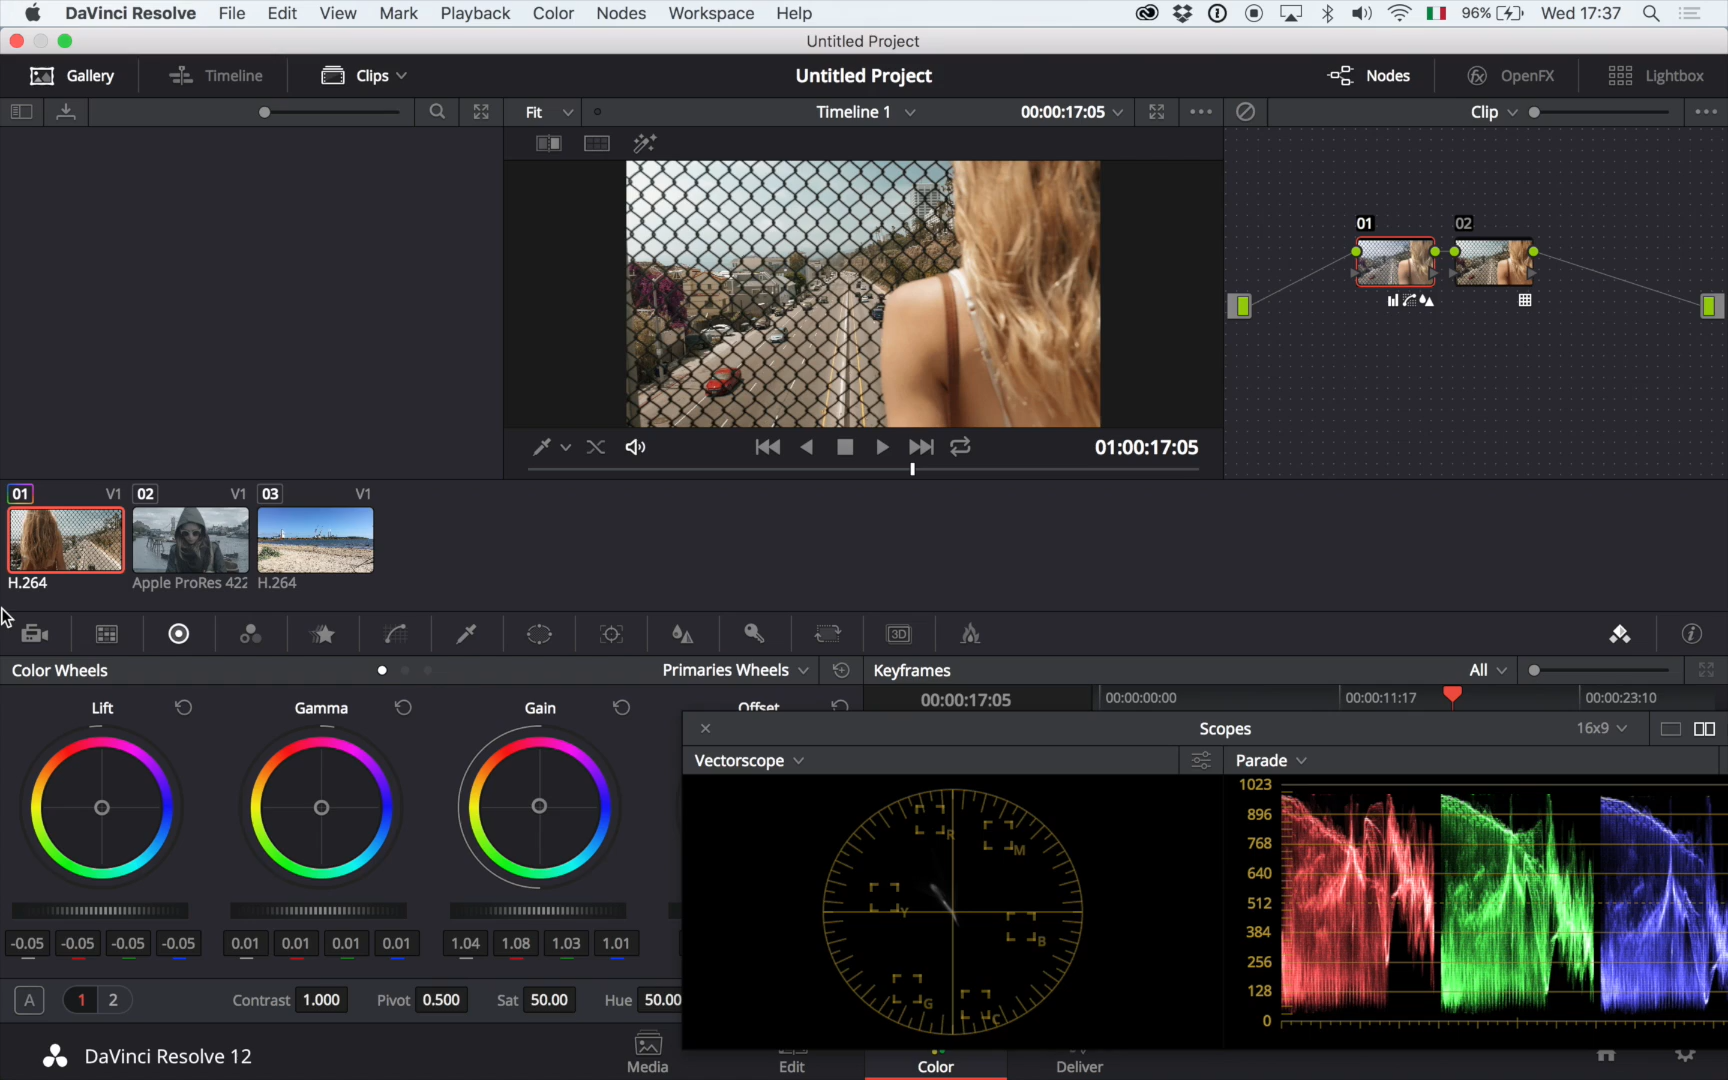 DaVinci Resolve File Edit View Mark Playback Color Nodes Workspace Help 96% Wed 17:37
Untitled Project
Gallery Timeline Clips Untitled Project Nodes OpenFX Lightbox
Fit Timeline 1 00:00:17:05 Clip
01 02
01:00:17:05
01 V1 02 V1 03 V1
H.264 Apple ProRes 422 H.264
3D
Color Wheels Primaries Wheels Keyframes All
00:00:17:05 00:00:00:00 00:00:11:17 00:00:23:10
Lift Gamma Gain Offset
Scopes 16x9
Vectorscope Parade
R M Y B G C
1023
896
768
640
512
384
256
128
0
-0.05 -0.05 -0.05 -0.05 0.01 0.01 0.01 0.01 1.04 1.08 1.03 1.01
A 1 2 Contrast 1.000 Pivot 0.500 Sat 50.00 Hue 50.00
DaVinci Resolve 12 Media Edit Color Deliver